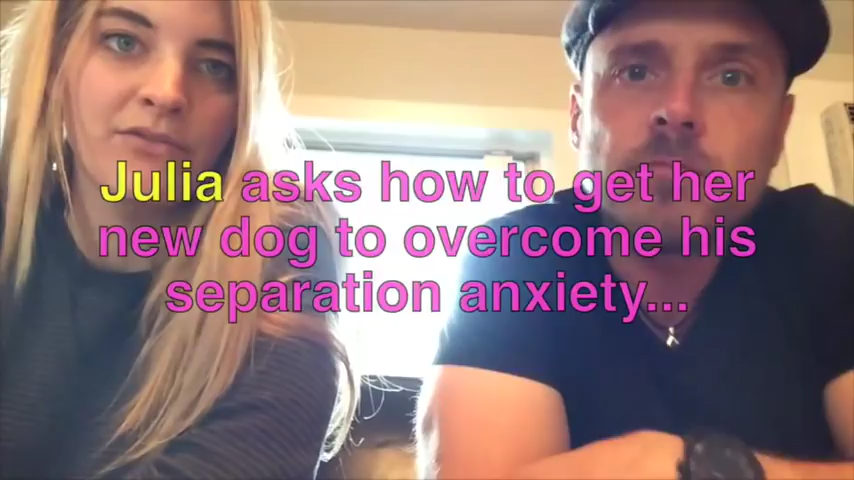 Julia asks how to get her
new dog to overcome his
separation anxiety...